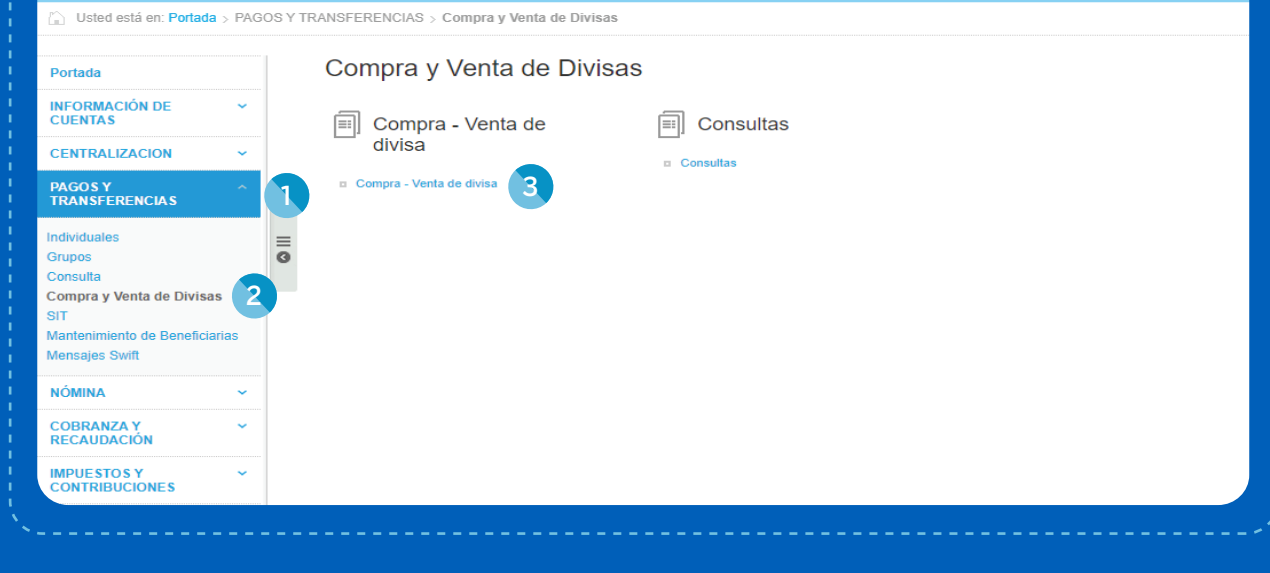 Usted está en: Portada > PAGOS Y TRANSFERENCIAS > Compra y Venta de Divisas
Portada
INFORMACIÓN DE
CUENTAS
CENTRALIZACION
PAGOS Y
TRANSFERENCIAS
1
Individuales
Grupos
Consulta
Compra y Venta de Divisas
2
SIT
Mantenimiento de Beneficiarias
Mensajes Swift
NÓMINA
COBRANZA Y
RECAUDACIÓN
IMPUESTOS Y
CONTRIBUCIONES
Compra y Venta de Divisas
Compra - Venta de
divisa
Compra - Venta de divisa
3
Consultas
Consultas